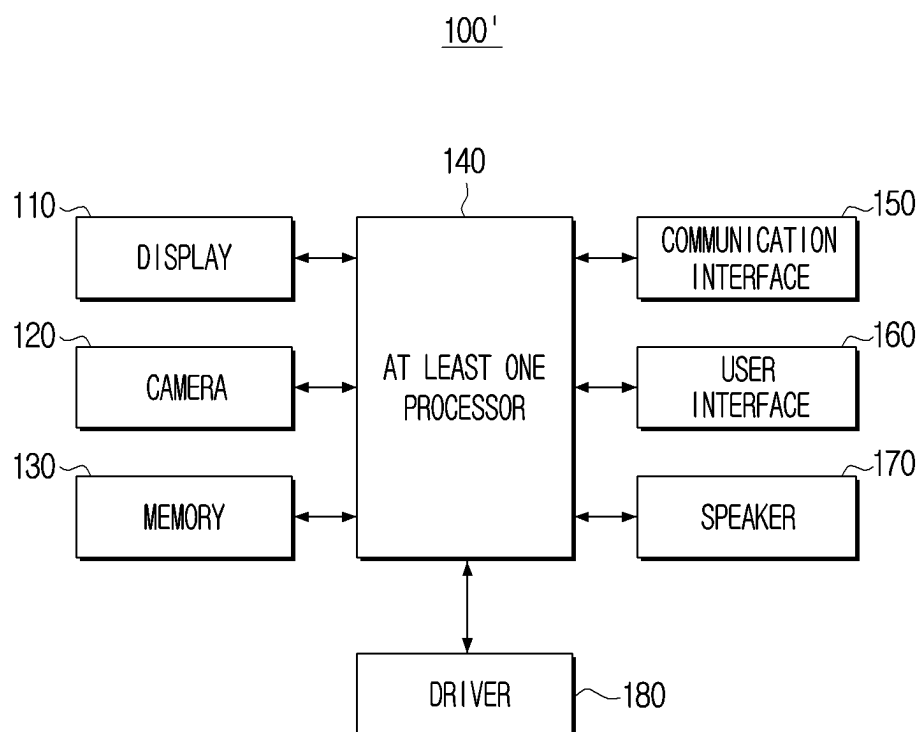 100'
140
110
DISPLAY
150
COMMUNICATION
INTERFACE
120
CAMERA
AT LEAST ONE
PROCESSOR
160
USER
INTERFACE
130
MEMORY
170
SPEAKER
DRIVER
180